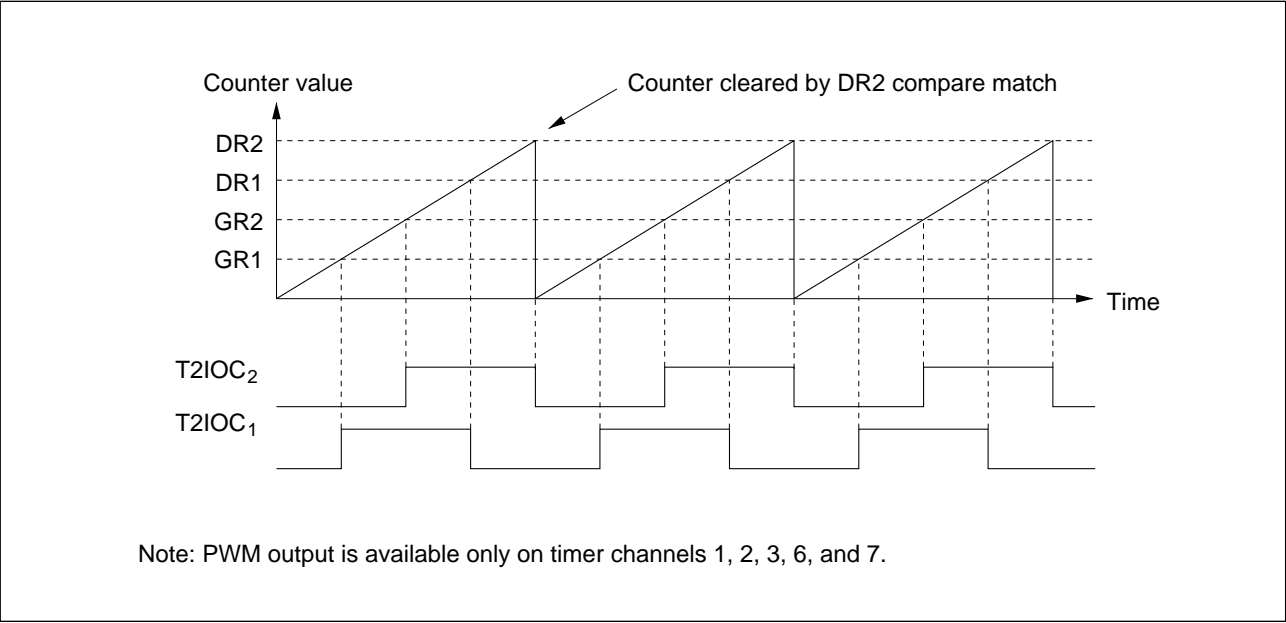 Counter value
Counter cleared by DR2 compare match
DR2
DR1
GR2
GR1
Time
T2IOC2
T2IOC1
Note: PWM output is available only on timer channels 1, 2, 3, 6, and 7.